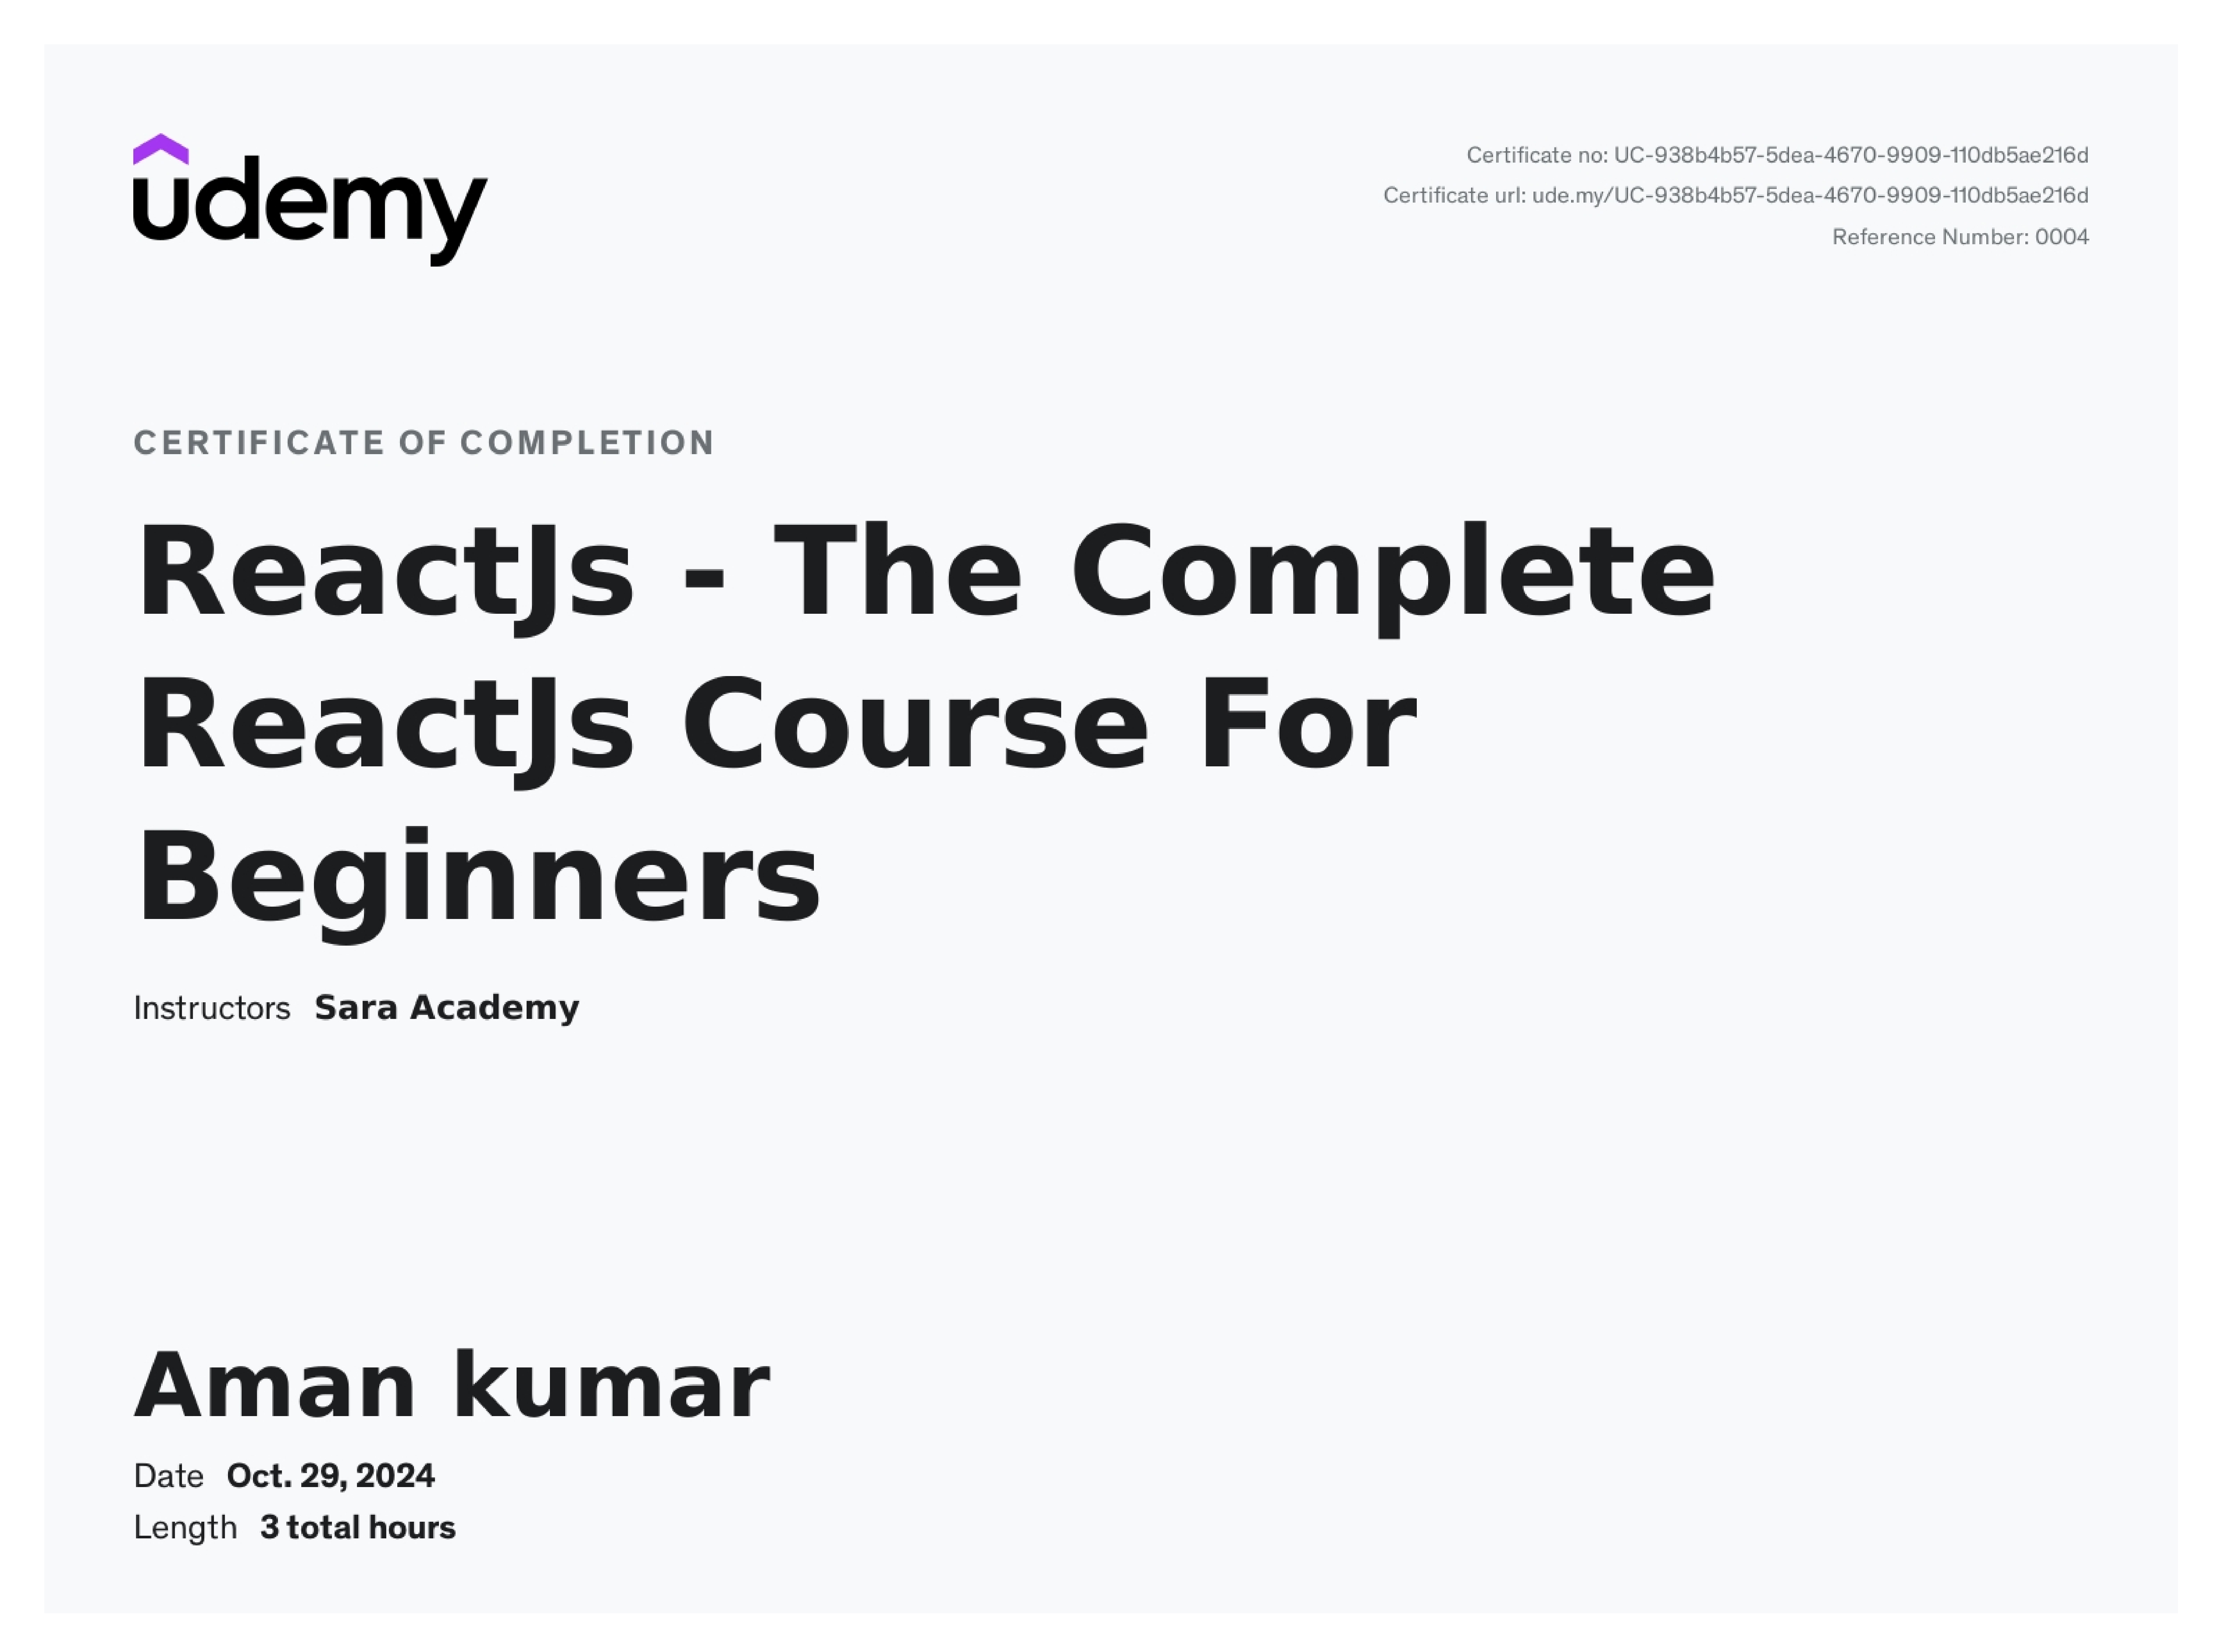 udemy
Certificate no: UC-938b4b57-5dea-4670-9909-110db5ae216d
Certificate url: ude.my/UC-938b4b57-5dea-4670-9909-110db5ae216d
Reference Number: 0004
CERTIFICATE OF COMPLETION
ReactJs - The Complete
ReactJs Course For
Beginners
Instructors Sara Academy
Aman kumar
Date Oct. 29, 2024
Length 3 total hours